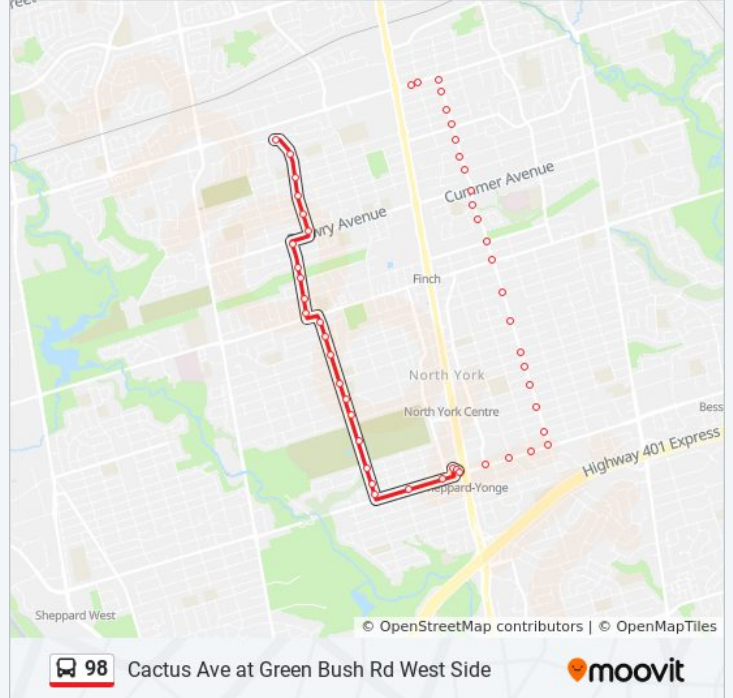 Cummer Avenue
wry Avenue
Finch
North York
North York Centre
Bess
Highway 401 Express
eppard-Yonge
Sheppard West
© OpenStreetMap contributors | © OpenMapTiles
98 Cactus Ave at Green Bush Rd West Side
moovit